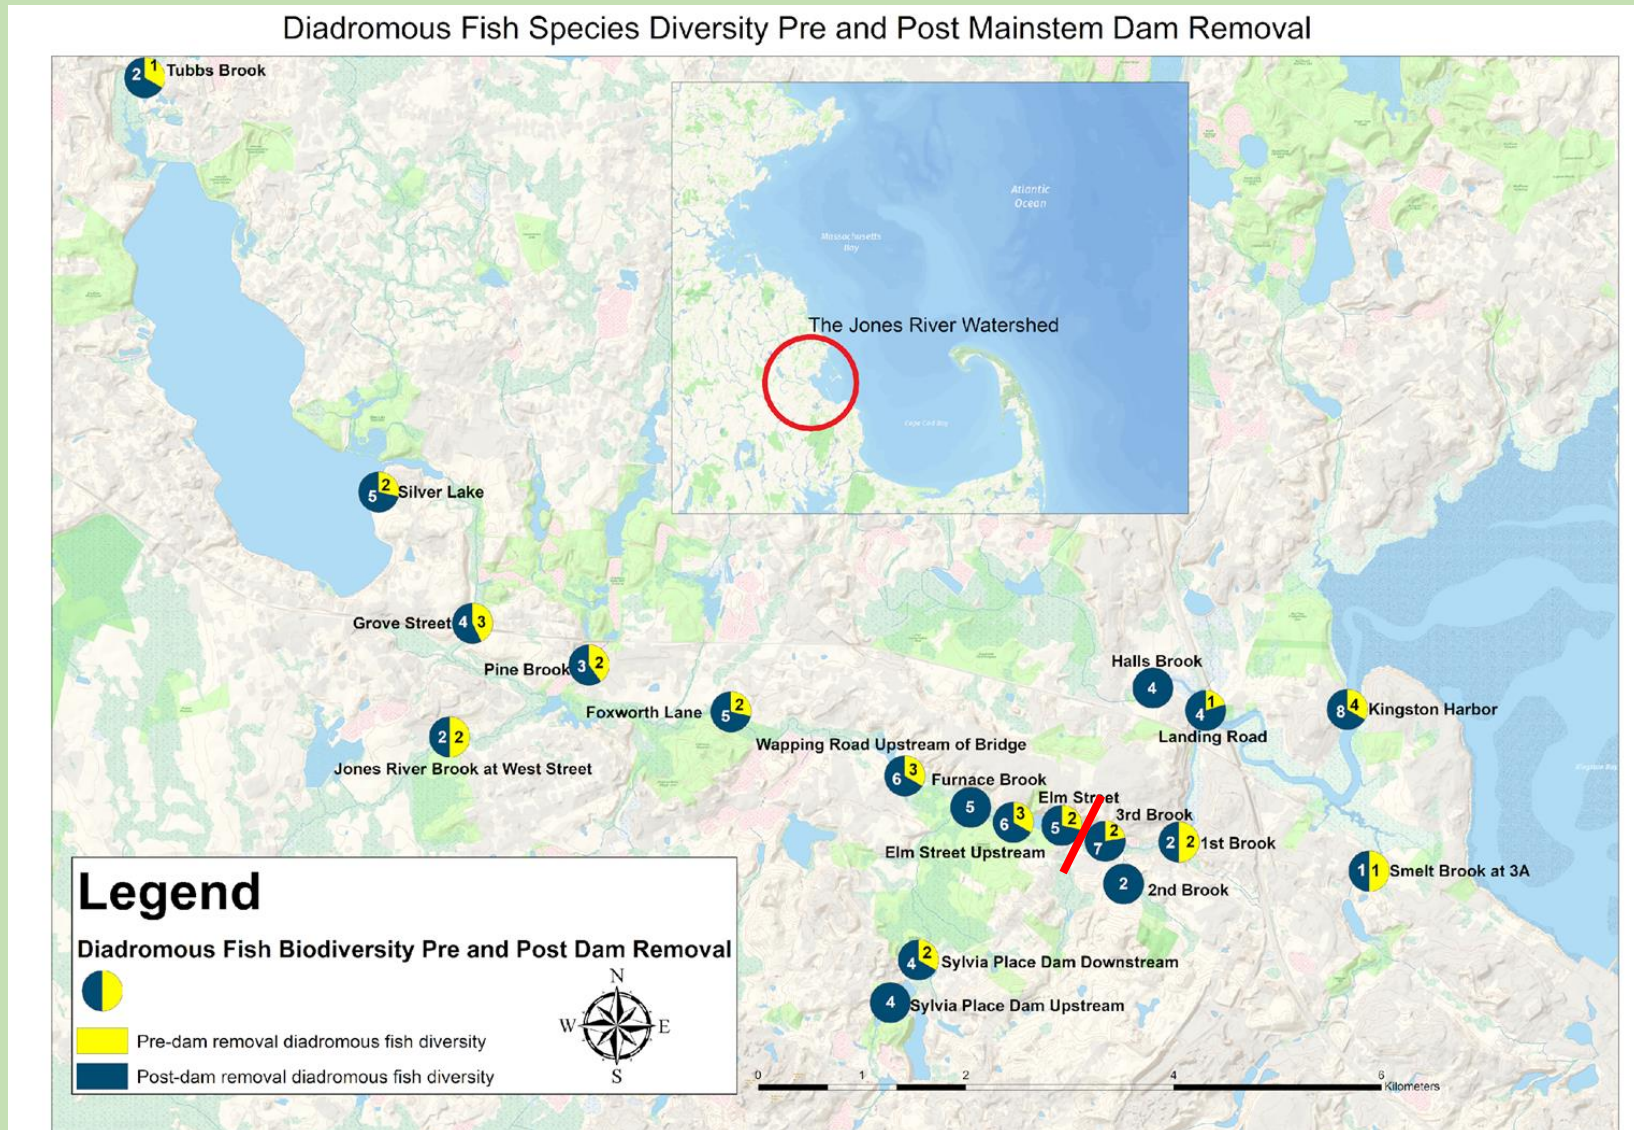 Diadromous Fish Species Diversity Pre and Post Mainstem Dam Removal
2 1 Tubbs Brook
Atlantic
Ocean
Massachusetts
Bay
The Jones River Watershed
Cape Cod Bay
5 2 Silver Lake
Grove Street 4 3
Pine Brook 3 2
Halls Brook
4
Foxworth Lane 5 2
4 1
Landing Road
8 4 Kingston Harbor
2 2
Jones River Brook at West Street
Wapping Road Upstream of Bridge
6 3
Furnace Brook
5
Elm Street
5 2
6 3
Elm Street Upstream
3rd Brook
7 2
2 2 1st Brook
1 1 Smelt Brook at 3A
2 2nd Brook
4 2 Sylvia Place Dam Downstream
4 Sylvia Place Dam Upstream
Legend
Diadromous Fish Biodiversity Pre and Post Dam Removal
N
W E
S
Pre-dam removal diadromous fish diversity
Post-dam removal diadromous fish diversity
0 1 2 4 6
Kilometers